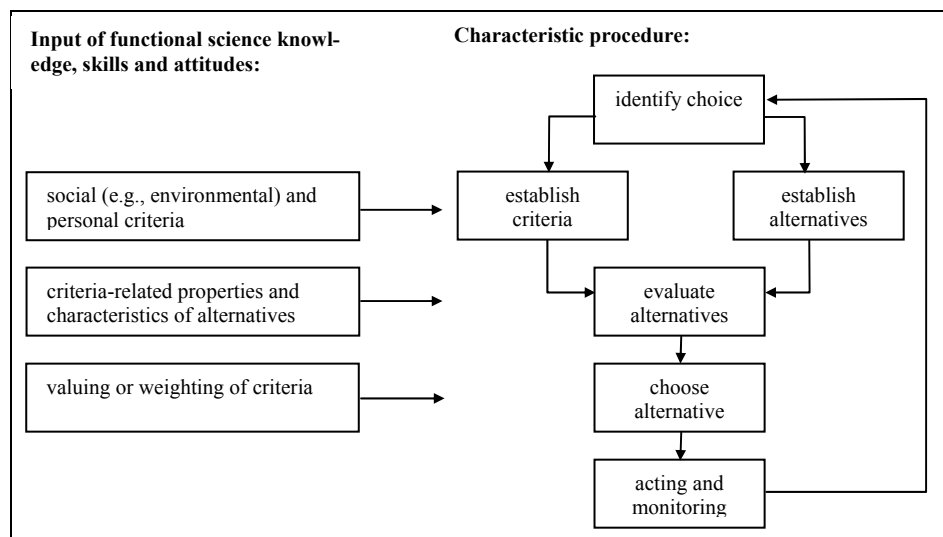 Input of functional science knowl-
edge, skills and attitudes:
Characteristic procedure:
identify choice
social (e.g., environmental) and
personal criteria
establish
criteria
establish
alternatives
criteria-related properties and
characteristics of alternatives
evaluate
alternatives
valuing or weighting of criteria
choose
alternative
acting and
monitoring